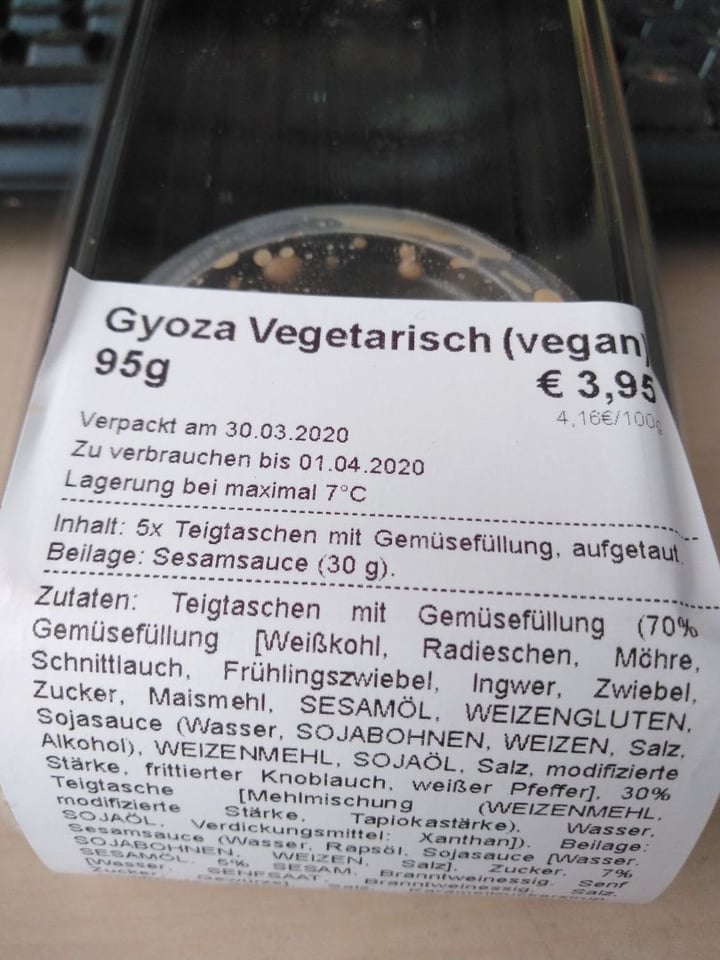 Gyoza Vegetarisch (vegan)
95g
€ 3,95
4,16€/100g
Verpackt am 30.03.2020
Zu verbrauchen bis 01.04.2020
Lagerung bei maximal 7°C
Inhalt: 5x Teigtaschen mit Gemüsefüllung, aufgetaut.
Beilage: Sesamsauce (30 g).
Zutaten: Teigtaschen mit Gemüsefüllung (70%
Gemüsefüllung [Weißkohl, Radieschen, Möhre,
Schnittlauch, Frühlingszwiebel, Ingwer, Zwiebel,
Zucker, Maismehl, SESAMÖL, WEIZENGLUTEN,
Sojasauce (Wasser, SOJABOHNEN, WEIZEN, Salz,
Alkohol), WEIZENMEHL, SOJAÖL, Salz, modifizierte
Stärke, frittierter Knoblauch, weißer Pfeffer], 30%
Teigtasche [Mehlmischung (WEIZENMEHL,
modifizierte Stärke, Tapiokastärke), Wasser,
SOJAÖL, Verdickungsmittel: Xanthan]). Beilage:
Sesamsauce (Wasser, Rapsöl, Sojasauce [Wasser,
SOJABOHNEN, WEIZEN, Salz], Zucker, 7%
SESAMÖL, 5% SESAM, Branntweinessig, Senf
[Wasser, SENFSAAT, Branntweinessig, Salz,
Zucker, Gewürze], Salz,